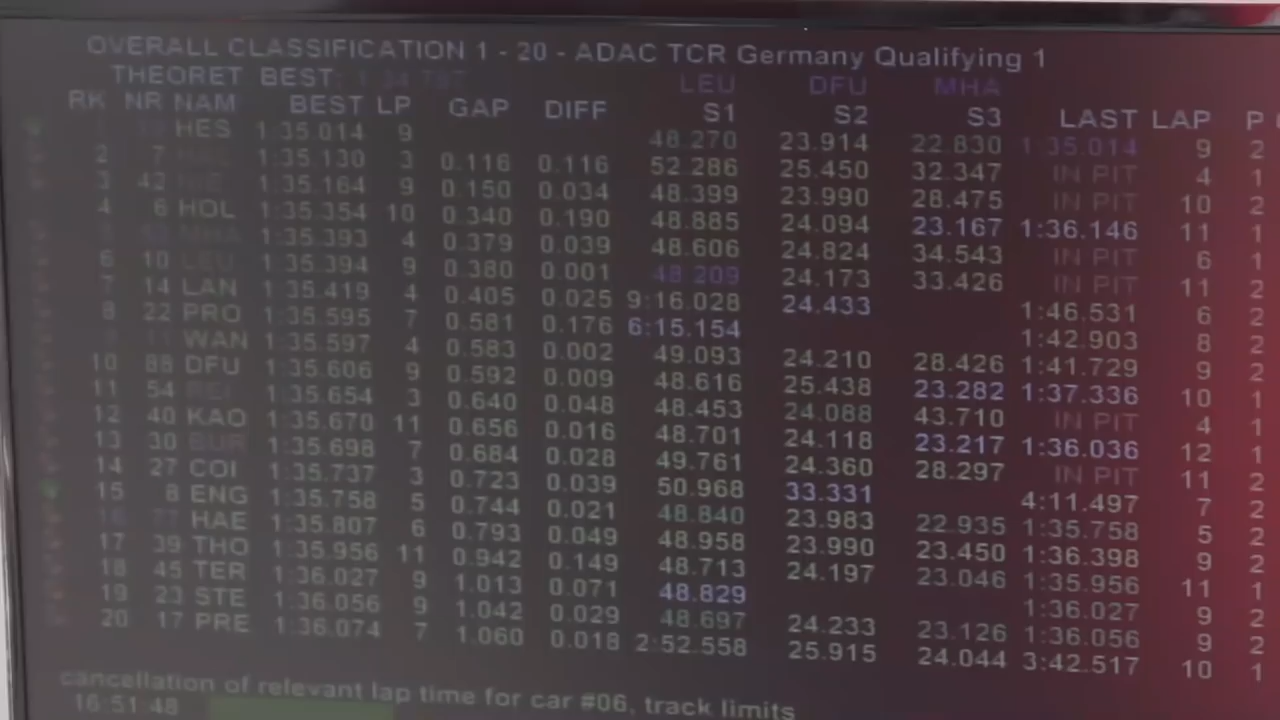 OVERALL CLASSIFICATION 1 - 20 - ADAC TCR Germany Qualifying 1
THEORET BEST: LEU DFU MHA
RK NR NAM BEST LP GAP DIFF S1 S2 S3 LAST LAP P
HES 1:35.014 9 48.270 23.914 22.830 1:35.014 9 2
2 7 1:35.130 3 0.116 0.116 52.286 25.450 32.347 IN PIT 4 1
3 42 1:35.164 9 0.150 0.034 48.399 23.990 28.475 IN PIT 10 2
4 6 HOL 1:35.354 10 0.340 0.190 48.885 24.094 23.167 1:36.146 11 1
MHA 1:35.393 4 0.379 0.039 48.606 24.824 34.543 IN PIT 6 1
6 10 LEU 1:35.394 9 0.380 0.001 48.209 24.173 33.426 IN PIT 11 2
7 14 LAN 1:35.419 4 0.405 0.025 9:16.028 24.433 1:46.531 6 2
8 22 PRO 1:35.595 7 0.581 0.176 6:15.154 1:42.903 8 2
WAN 1:35.597 4 0.583 0.002 49.093 24.210 28.426 1:41.729 9 2
10 88 DFU 1:35.606 9 0.592 0.009 48.616 25.438 23.282 1:37.336 10 1
11 54 1:35.654 3 0.640 0.048 48.453 24.088 43.710 IN PIT 4 1
12 40 KAO 1:35.670 11 0.656 0.016 48.701 24.118 23.217 1:36.036 12 1
13 30 BUR 1:35.698 7 0.684 0.028 49.761 24.360 28.297 IN PIT 11 2
14 27 COI 1:35.737 3 0.723 0.039 50.968 33.331 4:11.497 7 2
15 8 ENG 1:35.758 5 0.744 0.021 48.840 23.983 22.935 1:35.758 5 2
HAE 1:35.807 6 0.793 0.049 48.958 23.990 23.450 1:36.398 9 2
17 39 THO 1:35.956 11 0.942 0.149 48.713 24.197 23.046 1:35.956 11 1
18 45 TER 1:36.027 9 1.013 0.071 48.829 1:36.027 9 2
19 23 STE 1:36.056 9 1.042 0.029 48.697 24.233 23.126 1:36.056 9 2
20 17 PRE 1:36.074 7 1.060 0.018 2:52.558 25.915 24.044 3:42.517 10 1
cancellation of relevant lap time for car #06, track limits
16:51:48